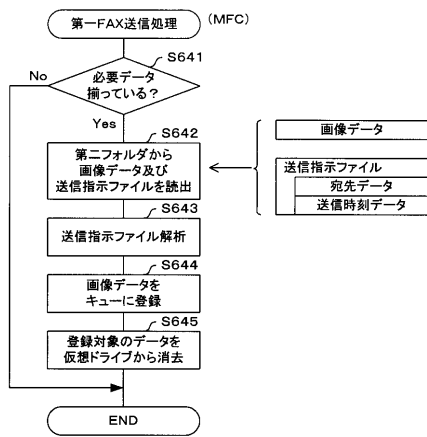 第一FAX送信処理
(MFC)
S641
No
必要データ
揃っている?
Yes
S642
第二フォルダから
画像データ及び
送信指示ファイルを読出
画像データ
送信指示ファイル
宛先データ
送信時刻データ
S643
送信指示ファイル解析
S644
画像データを
キューに登録
S645
登録対象のデータを
仮想ドライブから消去
END